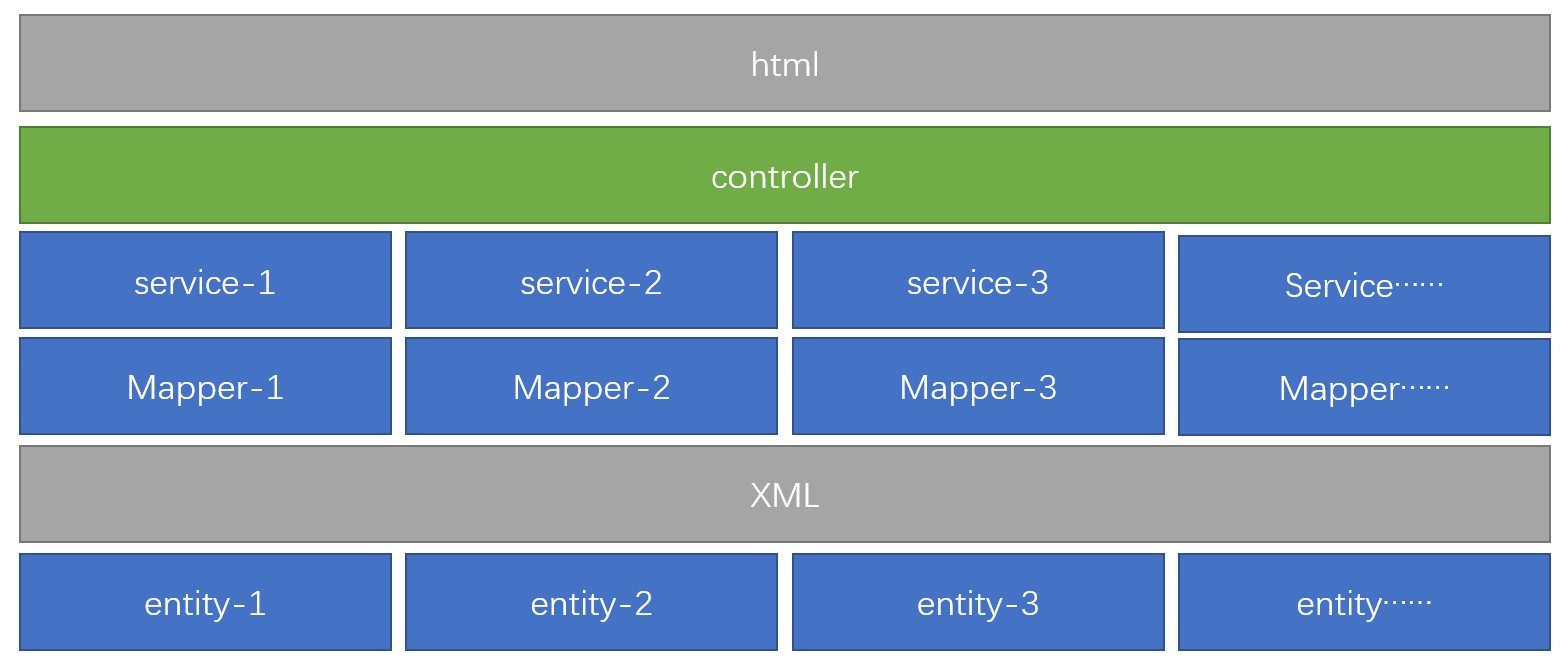 html
controller
service-1
service-2
service-3
Service……
Mapper-1
Mapper-2
Mapper-3
Mapper……
XML
entity-1
entity-2
entity-3
entity……